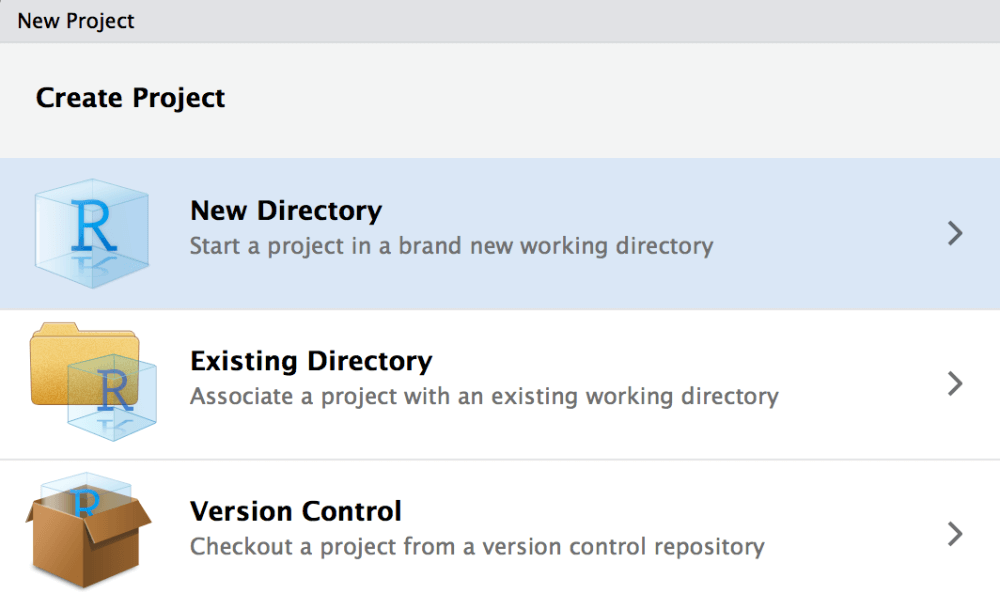 New Project
Create Project
R
New Directory
Start a project in a brand new working directory
R
Existing Directory
Associate a project with an existing working directory
R
Version Control
Checkout a project from a version control repository